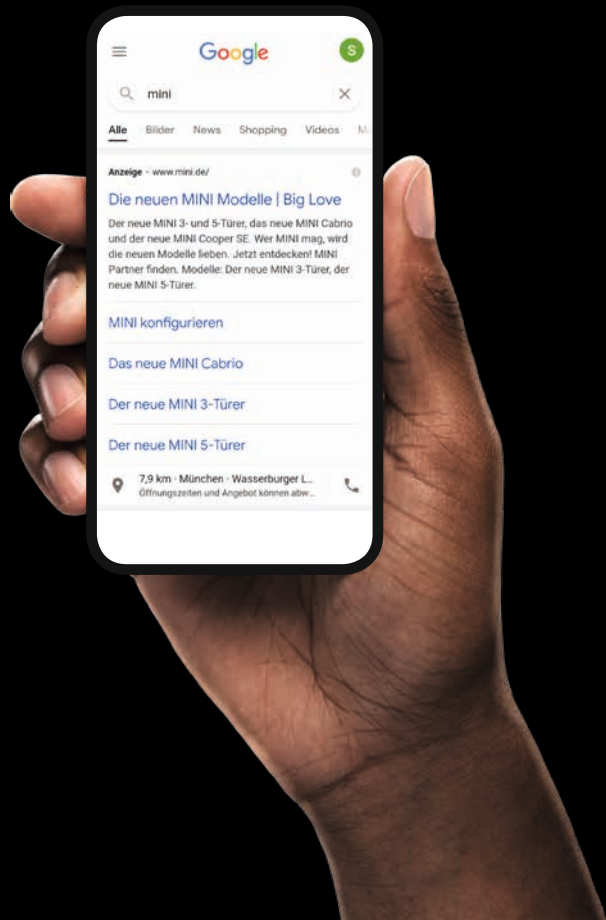 Google
S
mini
Alle Bilder News Shopping Videos
Anzeige · www.mini.de/
Die neuen MINI Modelle | Big Love
Der neue MINI 3- und 5-Türer, das neue MINI Cabrio
und der neue MINI Cooper SE. Wer MINI mag, wird
die neuen Modelle lieben. Jetzt entdecken! MINI
Partner finden. Modelle: Der neue MINI 3-Türer, der
neue MINI 5-Türer.
MINI konfigurieren
Das neue MINI Cabrio
Der neue MINI 3-Türer
Der neue MINI 5-Türer
7,9 km · München · Wasserburger L...
Öffnungszeiten und Angebot können abw...